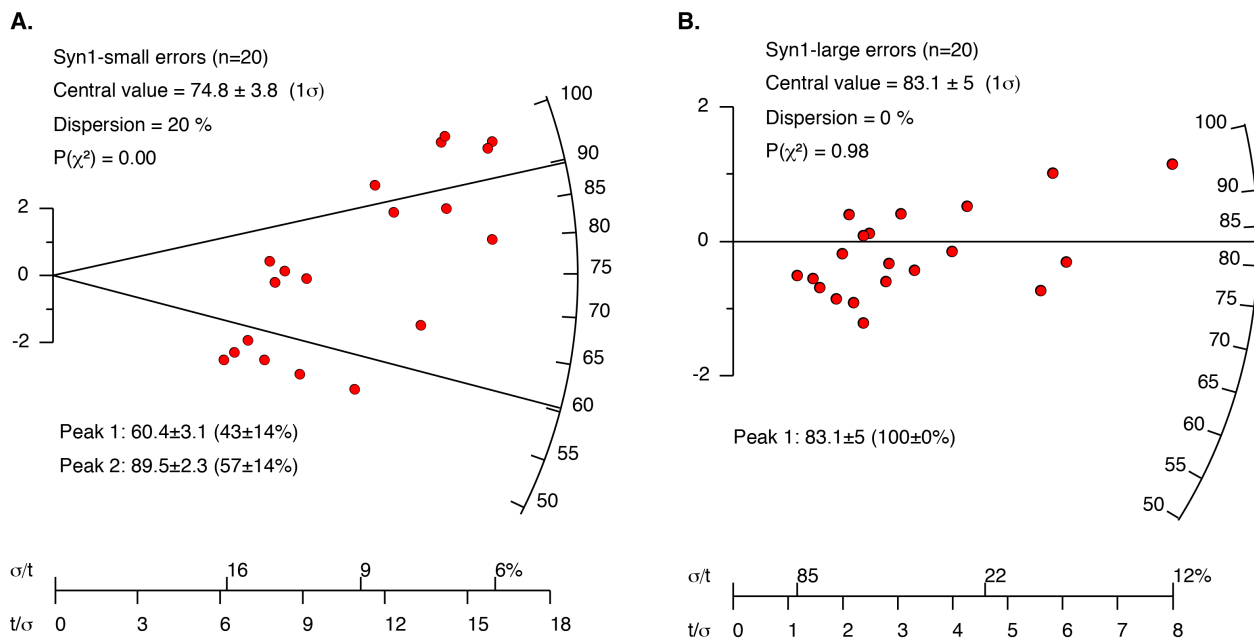 A.
Syn1-small errors (n=20)
Central value = 74.8 ± 3.8 (1σ)
Dispersion = 20 %
P(χ²) = 0.00
100
90
85
80
75
70
65
60
55
50
2
0
-2
Peak 1: 60.4±3.1 (43±14%)
Peak 2: 89.5±2.3 (57±14%)
σ/t
16
9
6%
t/σ
0
3
6
9
12
15
18
B.
Syn1-large errors (n=20)
Central value = 83.1 ± 5 (1σ)
Dispersion = 0 %
P(χ²) = 0.98
100
90
85
80
75
70
65
60
55
50
2
0
-2
Peak 1: 83.1±5 (100±0%)
σ/t
85
22
12%
t/σ
0
1
2
3
4
5
6
7
8